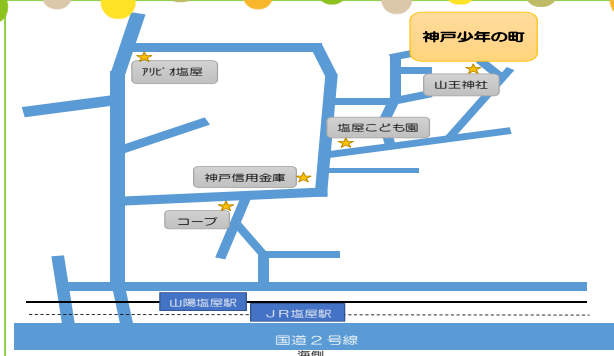 神戸少年の町
アリビオ塩屋
山王神社
塩屋こども園
神戸信用金庫
コープ
山陽塩屋駅
JR塩屋駅
国道2号線
海側